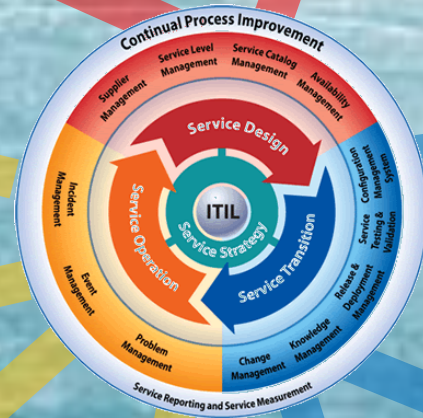 Continual Process Improvement
Supplier
Management
Service Level
Management
Service Catalog
Management
Availability
Management
Service Design
Configuration
Management
System
Service
Testing &
Validation
Release &
Deployment
Management
Knowledge
Management
Change
Management
Service Transition
ITIL
Service Strategy
Service Operation
Incident
Management
Event
Management
Problem
Management
Service Reporting and Service Measurement